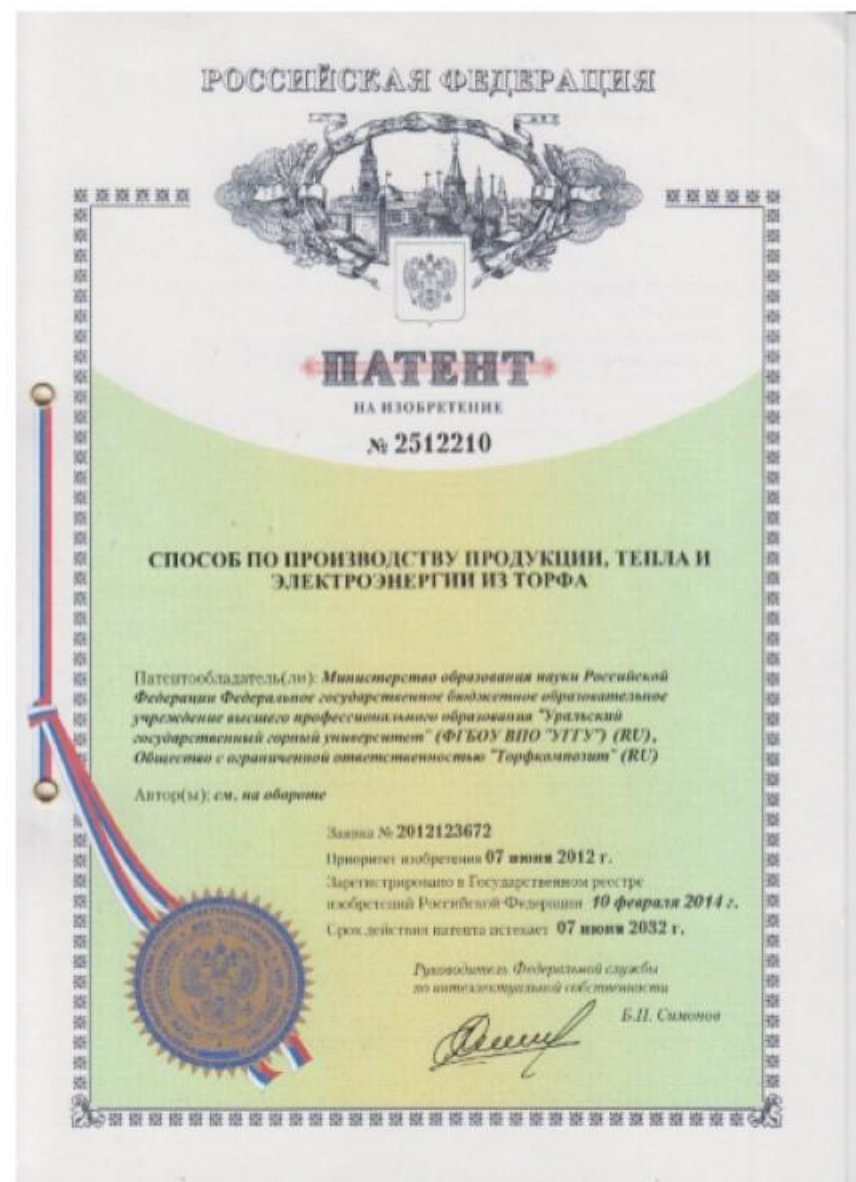 РОССИЙСКАЯ ФЕДЕРАЦИЯ
ПАТЕНТ
НА ИЗОБРЕТЕНИЕ
№ 2512210
СПОСОБ ПО ПРОИЗВОДСТВУ ПРОДУКЦИИ, ТЕПЛА И
ЭЛЕКТРОЭНЕРГИИ ИЗ ТОРФА
Патентообладатель(ли): Министерство образования науки Российской
Федерации Федеральное государственное бюджетное образовательное
учреждение высшего профессионального образования "Уральский
государственный горный университет" (ФГБОУ ВПО "УГГУ") (RU),
Общество с ограниченной ответственностью "Торфкомпозит" (RU)
Автор(ы): см. на обороте
Заявка № 2012123672
Приоритет изобретения 07 июня 2012 г.
Зарегистрировано в Государственном реестре
изобретений Российской Федерации 10 февраля 2014 г.
Срок действия патента истекает 07 июня 2032 г.
Руководитель Федеральной службы
по интеллектуальной собственности
Б.П. Симонов